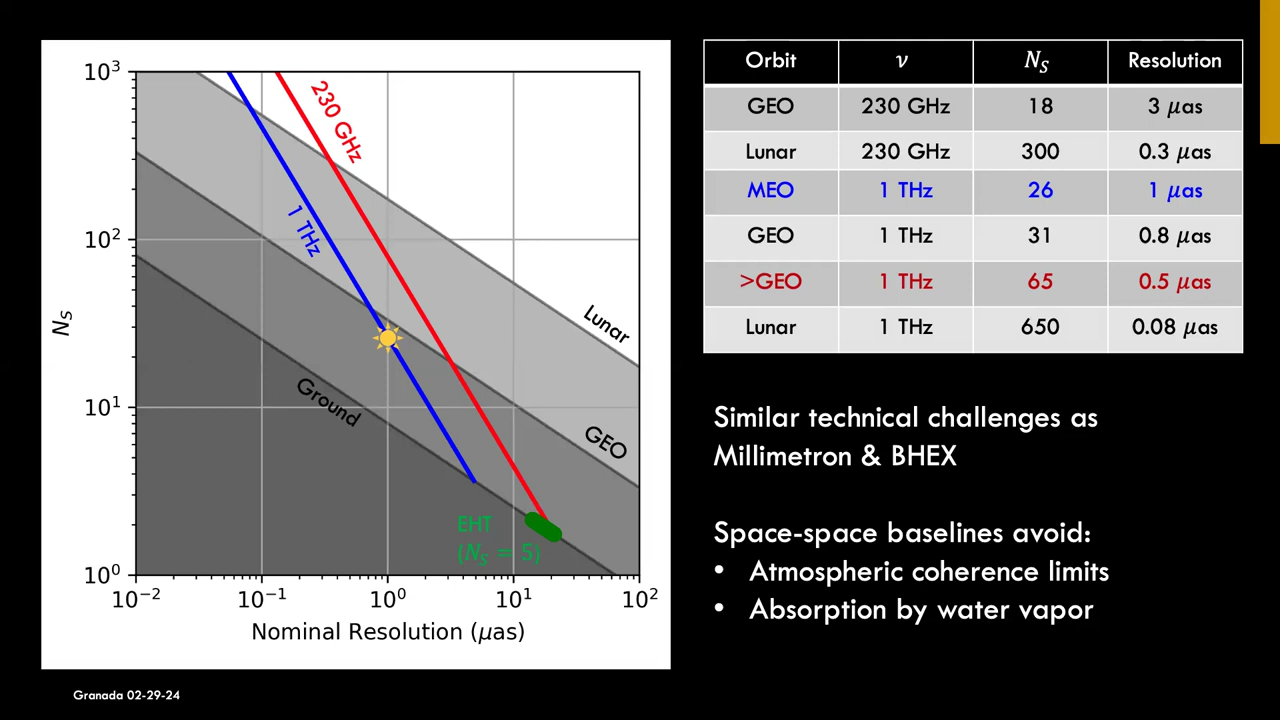 10³
10²
10¹
10⁰
N_S
230 GHz
1 THz
Lunar
Ground
GEO
EHT
(N_S = 5)
10⁻² 10⁻¹ 10⁰ 10¹ 10²
Nominal Resolution (μas)
Orbit ν N_S Resolution
GEO 230 GHz 18 3 μas
Lunar 230 GHz 300 0.3 μas
MEO 1 THz 26 1 μas
GEO 1 THz 31 0.8 μas
>GEO 1 THz 65 0.5 μas
Lunar 1 THz 650 0.08 μas
Similar technical challenges as
Millimetron & BHEX
Space-space baselines avoid:
• Atmospheric coherence limits
• Absorption by water vapor
Granada 02-29-24